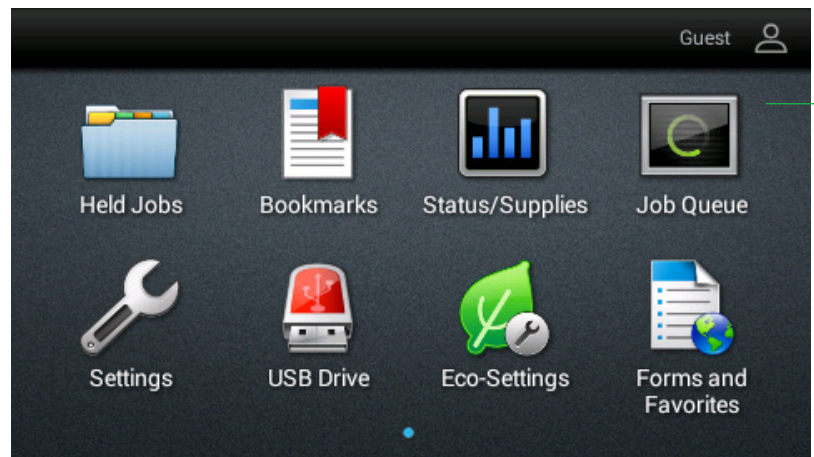 Guest
Held Jobs
Bookmarks
Status/Supplies
Job Queue
Settings
USB Drive
Eco-Settings
Forms and
Favorites